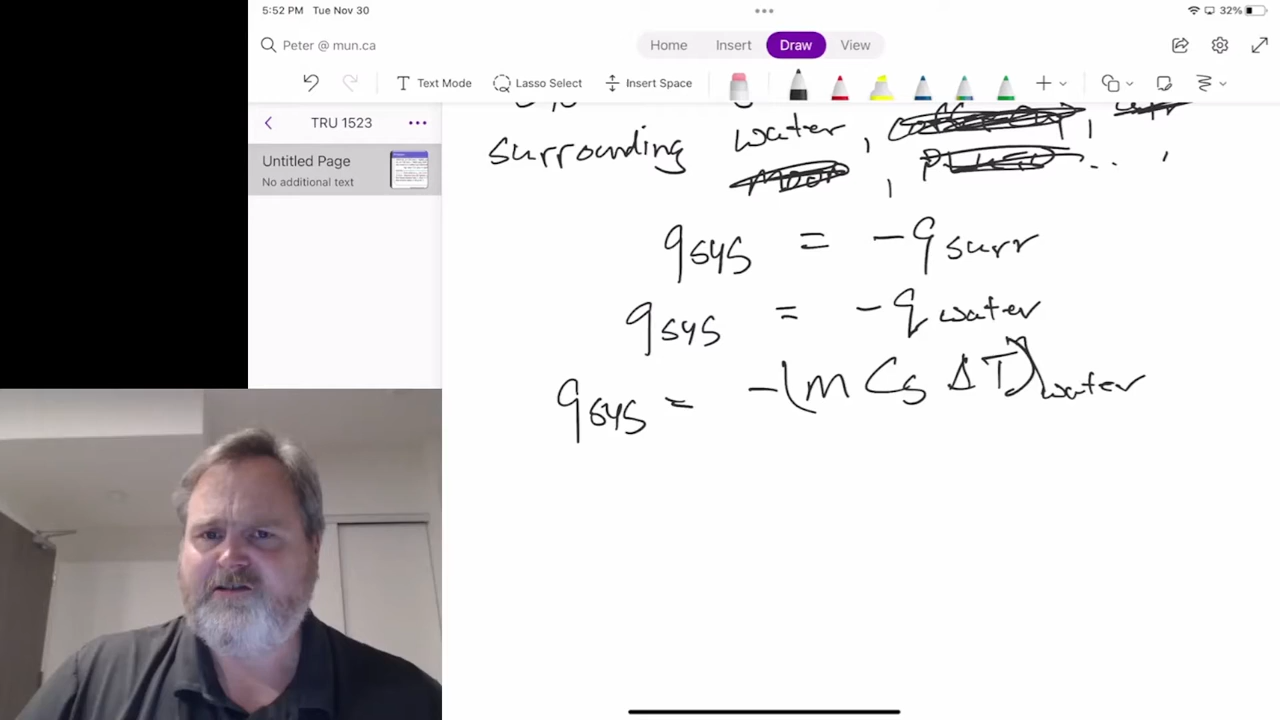 5:52 PM Tue Nov 30
32%
Peter @ mun.ca
Home Insert Draw View
Text Mode Lasso Select Insert Space
TRU 1523
Untitled Page
No additional text
surrounding water,
qsys = -qsurr
qsys = -qwater
qsys = -(m Cs ΔT)water